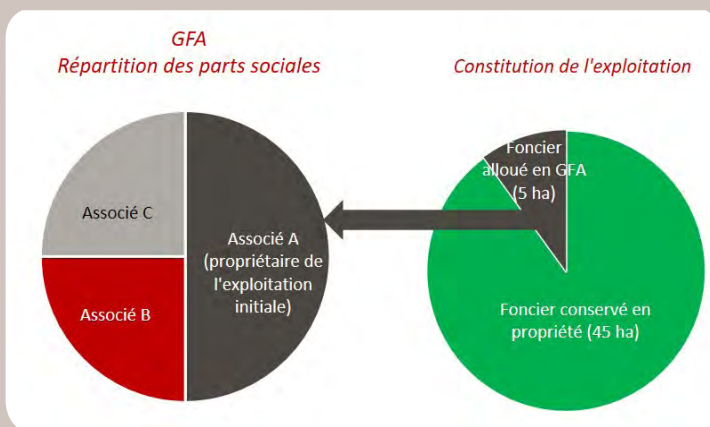 GFA
Répartition des parts sociales
Constitution de l'exploitation
Associé C
Associé A
(propriétaire de
l'exploitation
initiale)
Associé B
Foncier
alloué en GFA
(5 ha)
Foncier conservé en
propriété (45 ha)